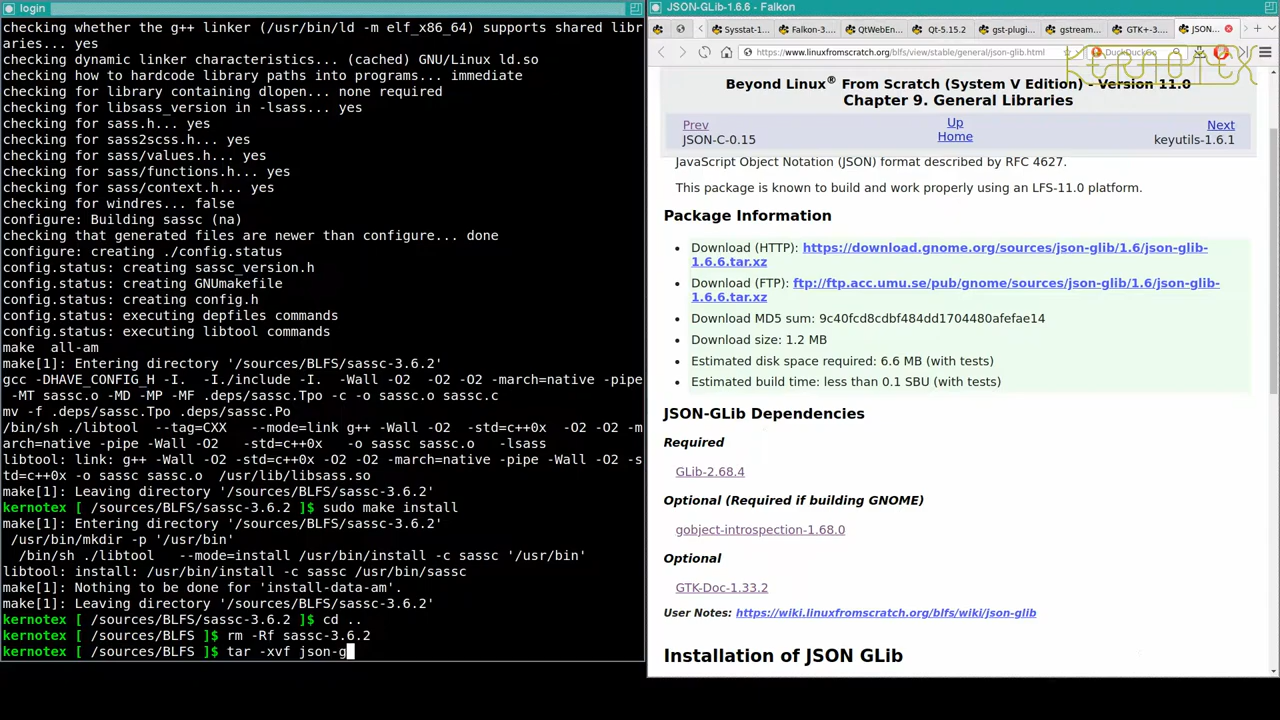 login
checking whether the g++ linker (/usr/bin/ld -m elf_x86_64) supports shared libr
aries... yes
checking dynamic linker characteristics... (cached) GNU/Linux ld.so
checking how to hardcode library paths into programs... immediate
checking for library containing dlopen... none required
checking for libsass_version in -lsass... yes
checking for sass.h... yes
checking for sass2scss.h... yes
checking for sass/values.h... yes
checking for sass/functions.h... yes
checking for sass/context.h... yes
checking for windres... false
configure: Building sassc (na)
checking that generated files are newer than configure... done
configure: creating ./config.status
config.status: creating sassc_version.h
config.status: creating GNUmakefile
config.status: creating config.h
config.status: executing depfiles commands
config.status: executing libtool commands
make  all-am
make[1]: Entering directory '/sources/BLFS/sassc-3.6.2'
gcc -DHAVE_CONFIG_H -I.  -I./include -I.  -Wall -O2  -O2 -O2 -march=native -pipe
 -MT sassc.o -MD -MP -MF .deps/sassc.Tpo -c -o sassc.o sassc.c
mv -f .deps/sassc.Tpo .deps/sassc.Po
/bin/sh ./libtool  --tag=CXX   --mode=link g++ -Wall -O2  -std=c++0x  -O2 -O2 -m
arch=native -pipe -Wall -O2   -std=c++0x   -o sassc sassc.o  -lsass
libtool: link: g++ -Wall -O2 -std=c++0x -O2 -O2 -march=native -pipe -Wall -O2 -s
td=c++0x -o sassc sassc.o  /usr/lib/libsass.so
make[1]: Leaving directory '/sources/BLFS/sassc-3.6.2'
kernotex [ /sources/BLFS/sassc-3.6.2 ]$ sudo make install
make[1]: Entering directory '/sources/BLFS/sassc-3.6.2'
 /usr/bin/mkdir -p '/usr/bin'
  /bin/sh ./libtool   --mode=install /usr/bin/install -c sassc '/usr/bin'
libtool: install: /usr/bin/install -c sassc /usr/bin/sassc
make[1]: Nothing to be done for 'install-data-am'.
make[1]: Leaving directory '/sources/BLFS/sassc-3.6.2'
kernotex [ /sources/BLFS/sassc-3.6.2 ]$ cd ..
kernotex [ /sources/BLFS ]$ rm -Rf sassc-3.6.2
kernotex [ /sources/BLFS ]$ tar -xvf json-g
JSON-GLib-1.6.6 - Falkon
Sysstat-1... Falkon-3... QtWebEn... Qt-5.15.2 gst-plugi... gstream... GTK+-3... JSON...
https://www.linuxfromscratch.org/blfs/view/stable/general/json-glib.html DuckDuckGo
KERNOTEX
Beyond Linux® From Scratch (System V Edition) - Version 11.0
Chapter 9. General Libraries
Prev Up Next
JSON-C-0.15 Home keyutils-1.6.1
JavaScript Object Notation (JSON) format described by RFC 4627.
This package is known to build and work properly using an LFS-11.0 platform.
Package Information
Download (HTTP): https://download.gnome.org/sources/json-glib/1.6/json-glib-
1.6.6.tar.xz
Download (FTP): ftp://ftp.acc.umu.se/pub/gnome/sources/json-glib/1.6/json-glib-
1.6.6.tar.xz
Download MD5 sum: 9c40fcd8cdbf484dd1704480afefae14
Download size: 1.2 MB
Estimated disk space required: 6.6 MB (with tests)
Estimated build time: less than 0.1 SBU (with tests)
JSON-GLib Dependencies
Required
GLib-2.68.4
Optional (Required if building GNOME)
gobject-introspection-1.68.0
Optional
GTK-Doc-1.33.2
User Notes: https://wiki.linuxfromscratch.org/blfs/wiki/json-glib
Installation of JSON GLib